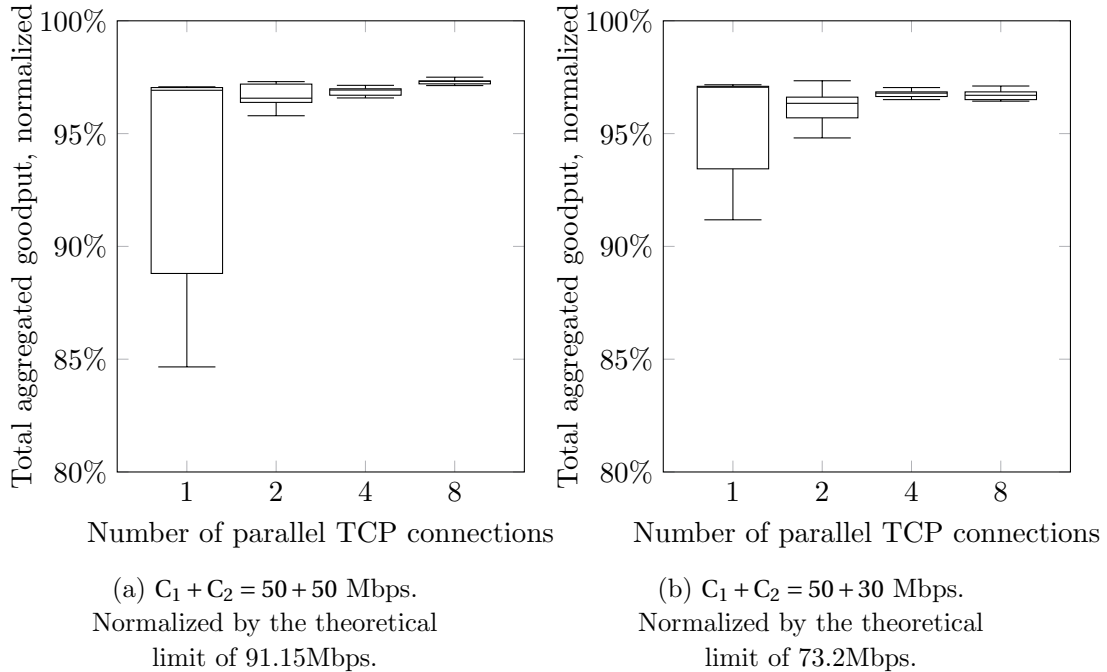 Total aggregated goodput, normalized
100%
95%
90%
85%
80%
1 2 4 8
Number of parallel TCP connections
(a) C₁ + C₂ = 50 + 50 Mbps.
Normalized by the theoretical
limit of 91.15Mbps.
Total aggregated goodput, normalized
100%
95%
90%
85%
80%
1 2 4 8
Number of parallel TCP connections
(b) C₁ + C₂ = 50 + 30 Mbps.
Normalized by the theoretical
limit of 73.2Mbps.